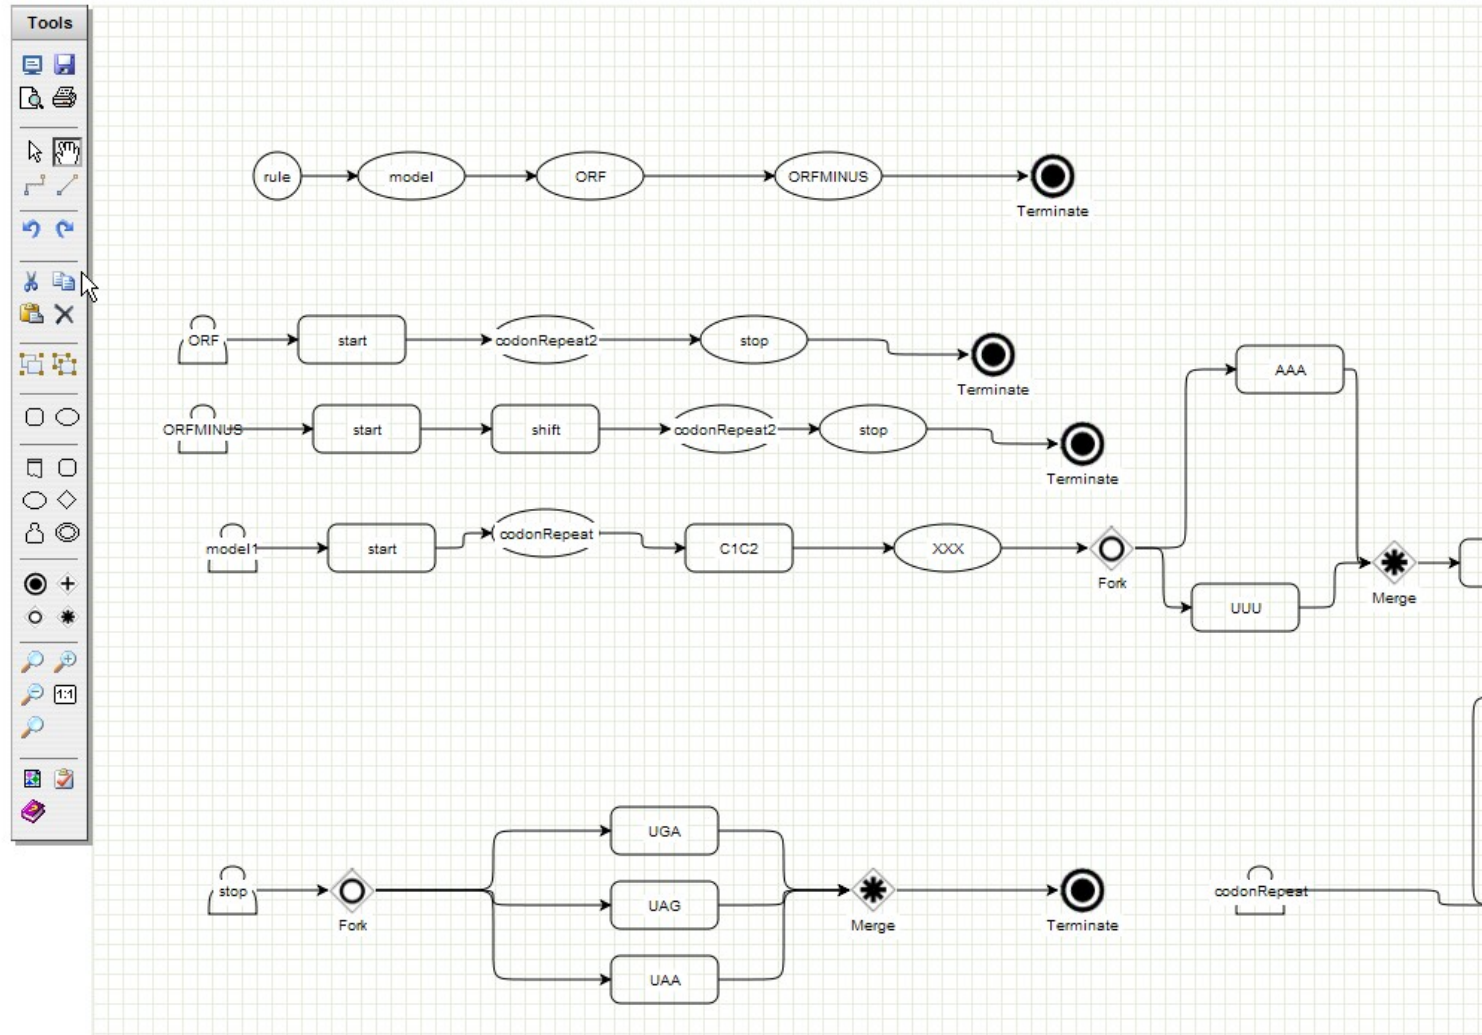 Tools
rule
model
ORF
ORFMINUS
Terminate
ORF
start
codonRepeat2
stop
Terminate
AAA
ORFMINUS
start
shift
codonRepeat2
stop
Terminate
model1
start
codonRepeat
C1C2
XXX
Fork
UUU
Merge
1:1
UGA
stop
Fork
UAG
Merge
Terminate
codonRepeat
UAA